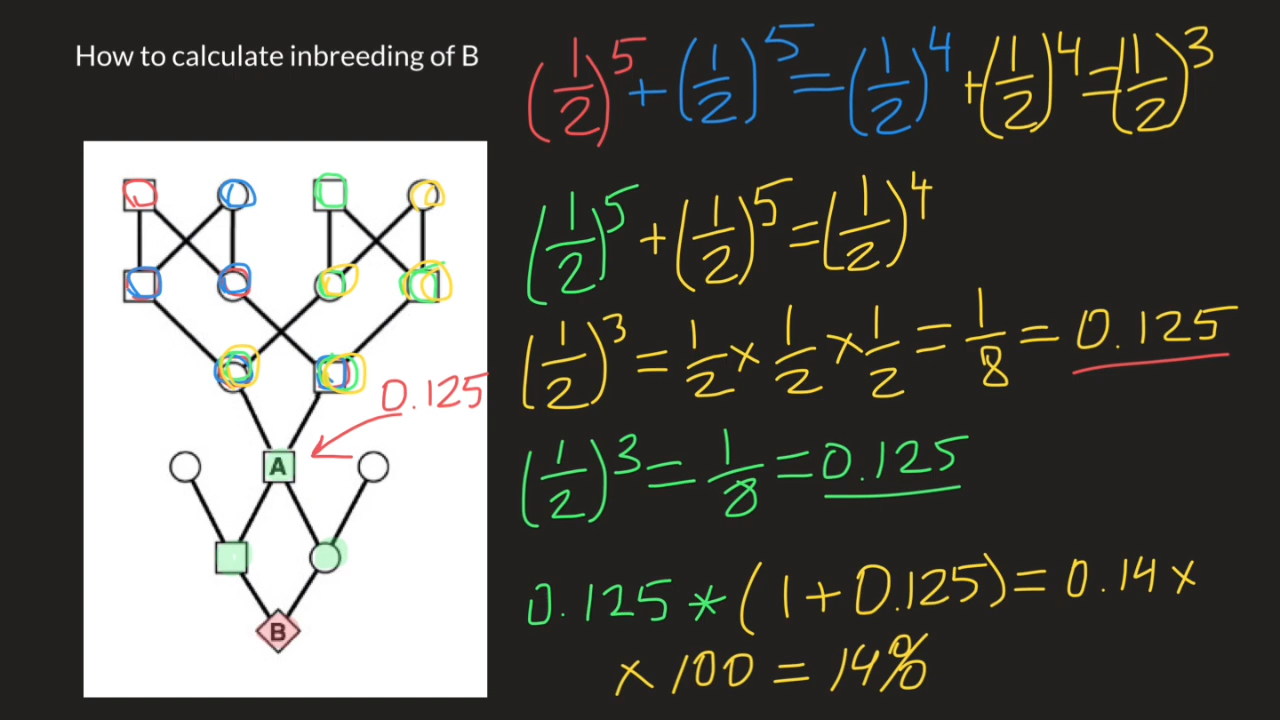 How to calculate inbreeding of B
(1/2)^5 + (1/2)^5 = (1/2)^4 + (1/2)^4 = (1/2)^3
(1/2)^5 + (1/2)^5 = (1/2)^4
(1/2)^3 = 1/2 × 1/2 × 1/2 = 1/8 = 0.125
0.125
(1/2)^3 = 1/8 = 0.125
A
0.125 * (1 + 0.125) = 0.14 ×
B
× 100 = 14%